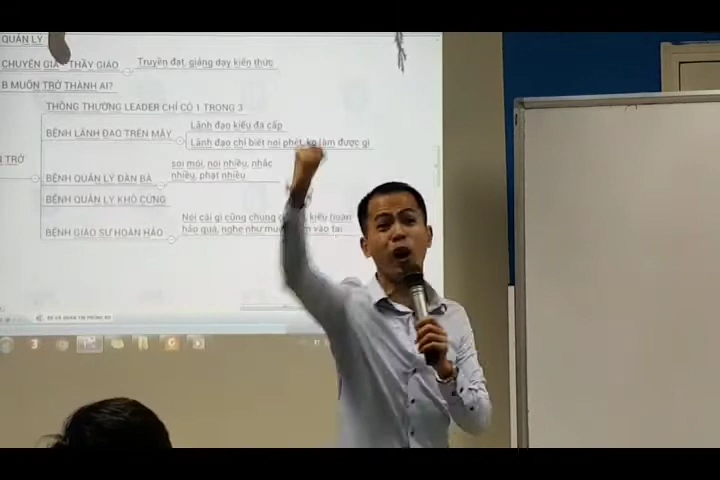 QUẢN LÝ
CHUYÊN GIA - THẦY GIÁO
Truyền đạt, giảng dạy kiến thức
B MUỐN TRỞ THÀNH AI?
THÔNG THƯỜNG LEADER CHỈ CÓ 1 TRONG 3
BỆNH LÃNH ĐẠO TRÊN MÂY
Lãnh đạo kiểu đa cấp
Lãnh đạo chỉ biết nói phét, ko làm được gì
TRỞ
BỆNH QUẢN LÝ ĐÀN BÀ
soi mói, nói nhiều, nhắc
nhiều, phạt nhiều
BỆNH QUẢN LÝ KHÔ CỨNG
BỆNH GIÁO SƯ HOÀN HẢO
Nói cái gì cũng chung kiểu hoàn
hảo quá, nghe như vào tai